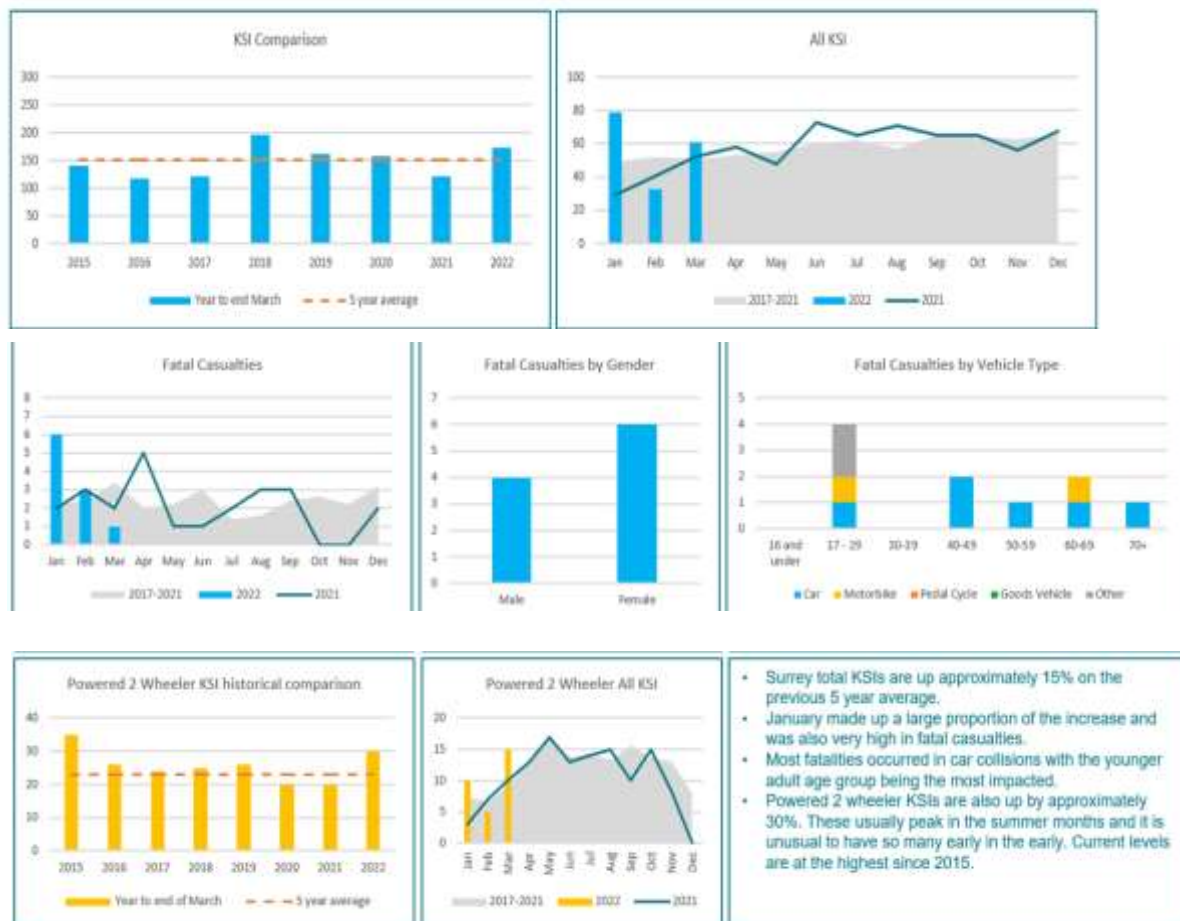 KSI Comparison
300
250
200
150
100
50
0
2015 2016 2017 2018 2019 2020 2021 2022
Year to end March 5 year average
All KSI
100
80
60
40
20
0
Jan Feb Mar Apr May Jun Jul Aug Sep Oct Nov Dec
2017-2021 2022 2021
Fatal Casualties
8
7
6
5
4
3
2
1
0
Jan Feb Mar Apr May Jun Jul Aug Sep Oct Nov Dec
2017-2021 2022 2021
Fatal Casualties by Gender
7
6
5
4
3
2
1
0
Male Female
Fatal Casualties by Vehicle Type
5
4
3
2
1
0
16 and 17 - 29 30-39 40-49 50-59 60-69 70+
under
Car Motorbike Pedal Cycle Goods Vehicle Other
Powered 2 Wheeler KSI historical comparison
40
30
20
10
0
2015 2016 2017 2018 2019 2020 2021 2022
Year to end of March 5 year average
Powered 2 Wheeler All KSI
20
15
10
5
0
Jan Feb Mar Apr May Jun Jul Aug Sep Oct Nov Dec
2017-2021 2022 2021
• Surrey total KSIs are up approximately 15% on the
previous 5 year average.
• January made up a large proportion of the increase and
was also very high in fatal casualties.
• Most fatalities occurred in car collisions with the younger
adult age group being the most impacted.
• Powered 2 wheeler KSIs are also up by approximately
30%. These usually peak in the summer months and it is
unusual to have so many early in the early. Current levels
are at the highest since 2015.